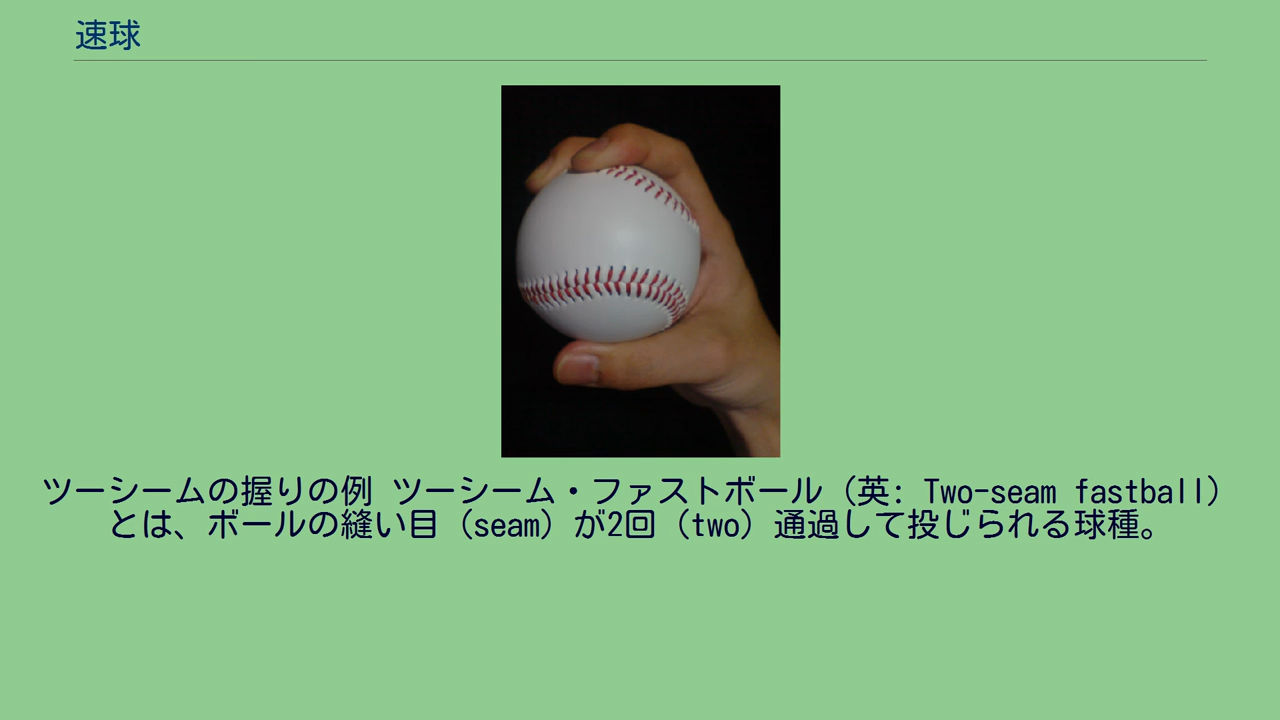 速球
ツーシームの握りの例 ツーシーム・ファストボール（英: Two-seam fastball）
とは、ボールの縫い目（seam）が2回（two）通過して投じられる球種。